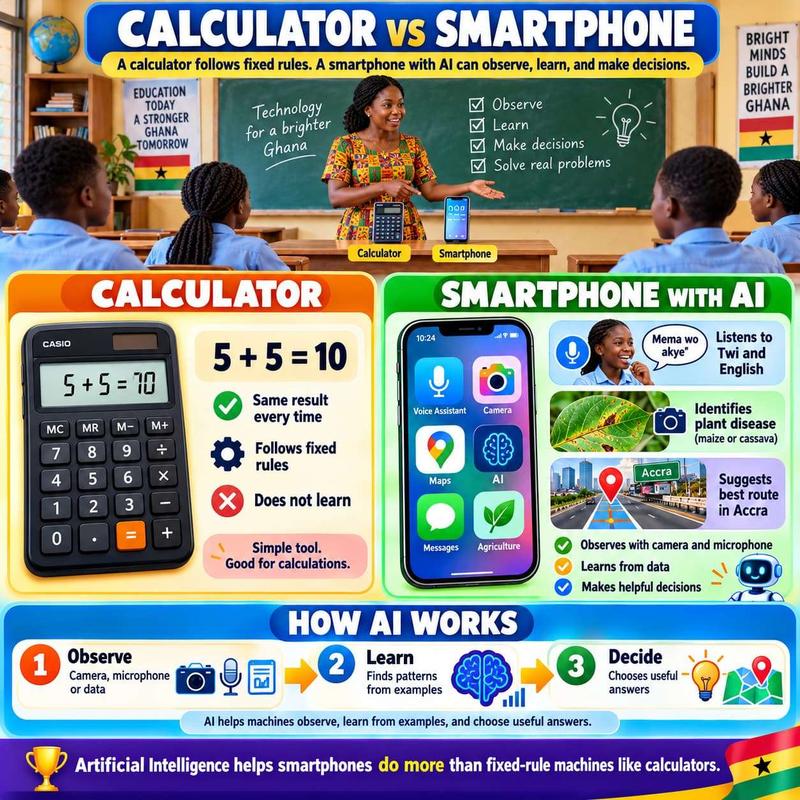 CALCULATOR VS SMARTPHONE
A calculator follows fixed rules. A smartphone with AI can observe, learn, and make decisions.
EDUCATION
TODAY
A STRONGER
GHANA
TOMORROW
Technology
for a brighter
Ghana
Observe
Learn
Make decisions
Solve real problems
BRIGHT
MINDS
BUILD A
BRIGHTER
GHANA
Calculator
Smartphone
CALCULATOR
CASIO
5+5=70
MC MR M− M+
7 8 9 ÷
4 5 6 ×
1 2 3 −
0 . = +
5 + 5 = 10
Same result
every time
Follows fixed
rules
Does not learn
Simple tool.
Good for calculations.
SMARTPHONE WITH AI
10:24
Voice Assistant
Camera
Maps
AI
Messages
Agriculture
Mema wo
akye"
Listens to
Twi and
English
Identifies
plant disease
(maize or cassava)
Accra
Suggests
best route
in Accra
Observes with camera and microphone
Learns from data
Makes helpful decisions
HOW AI WORKS
1
Observe
Camera, microphone
or data
2
Learn
Finds patterns
from examples
3
Decide
Chooses useful
answers
AI helps machines observe, learn from examples, and choose useful answers.
Artificial Intelligence helps smartphones do more than fixed-rule machines like calculators.